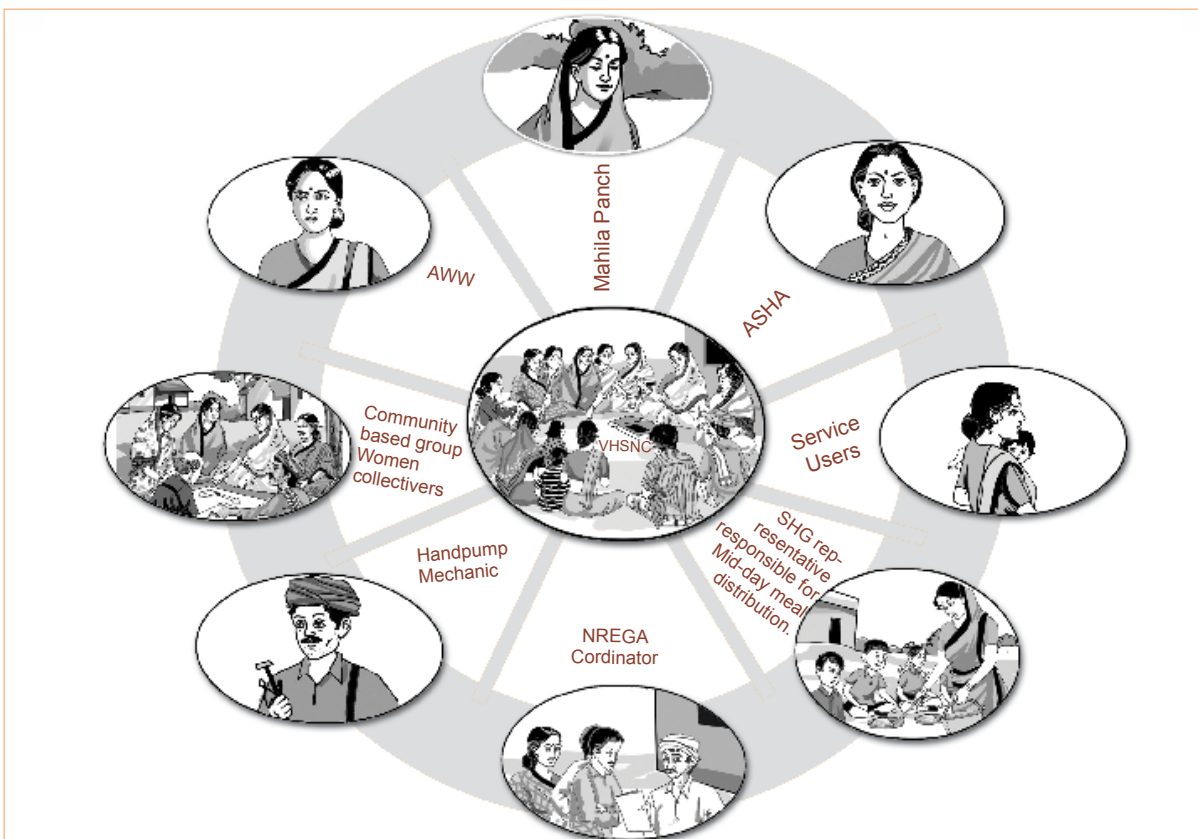 Mahila Panch
ASHA
Service
Users
SHG rep-
resentative
responsible for
Mid-day meal
distribution.
NREGA
Cordinator
Handpump
Mechanic
Community
based group
Women
collectivers
AWW
VHSNC